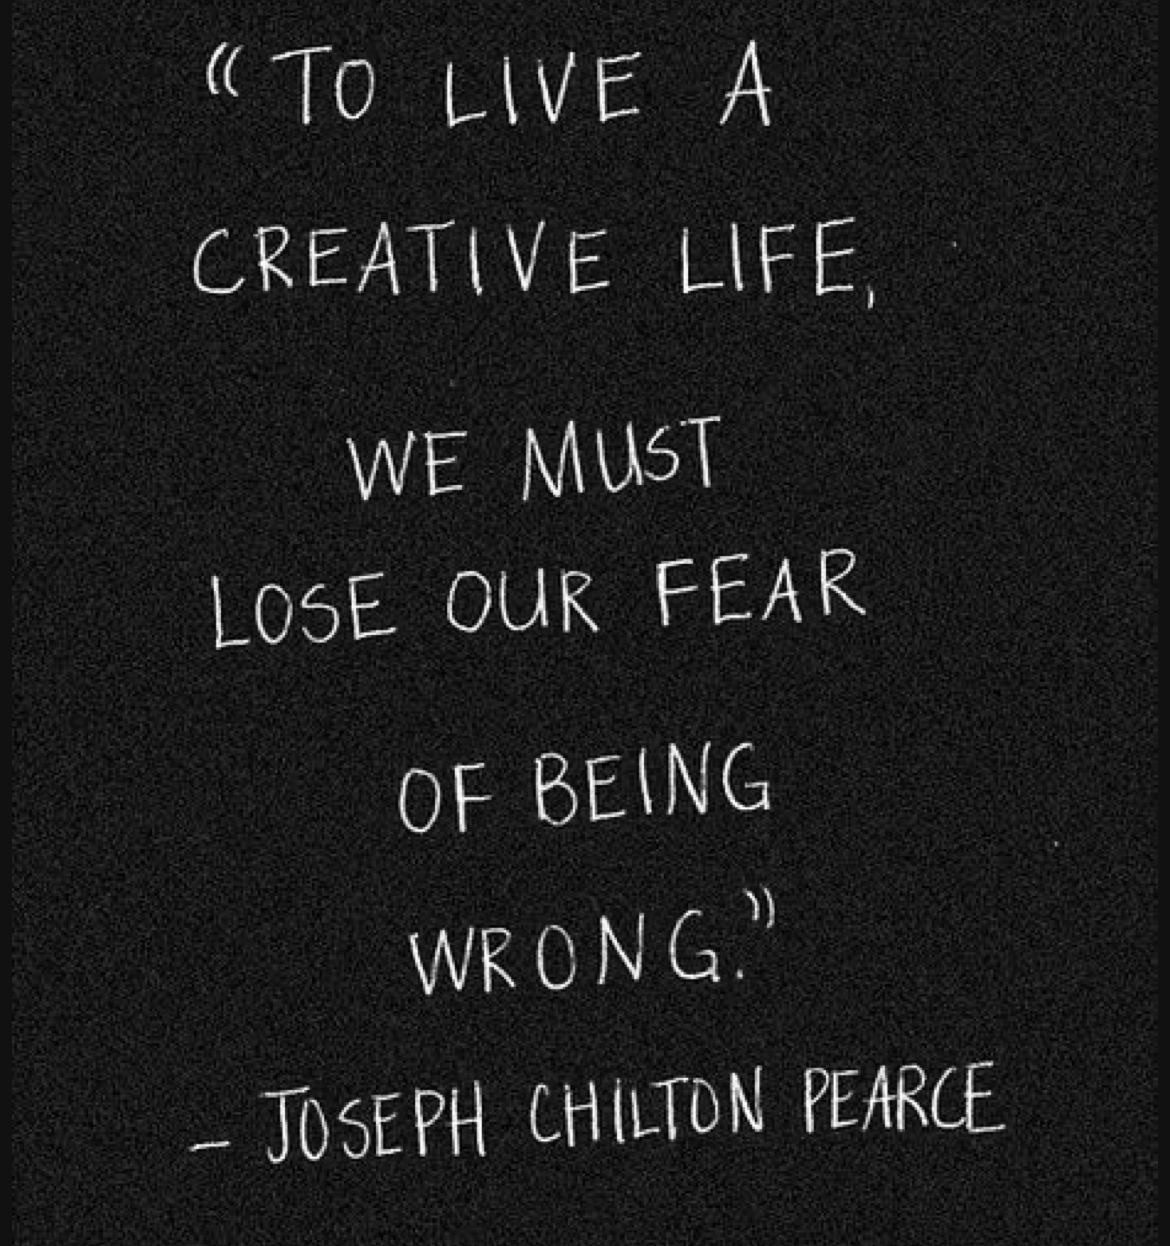 “TO LIVE A
CREATIVE LIFE,
WE MUST
LOSE OUR FEAR
OF BEING
WRONG.”
– JOSEPH CHILTON PEARCE